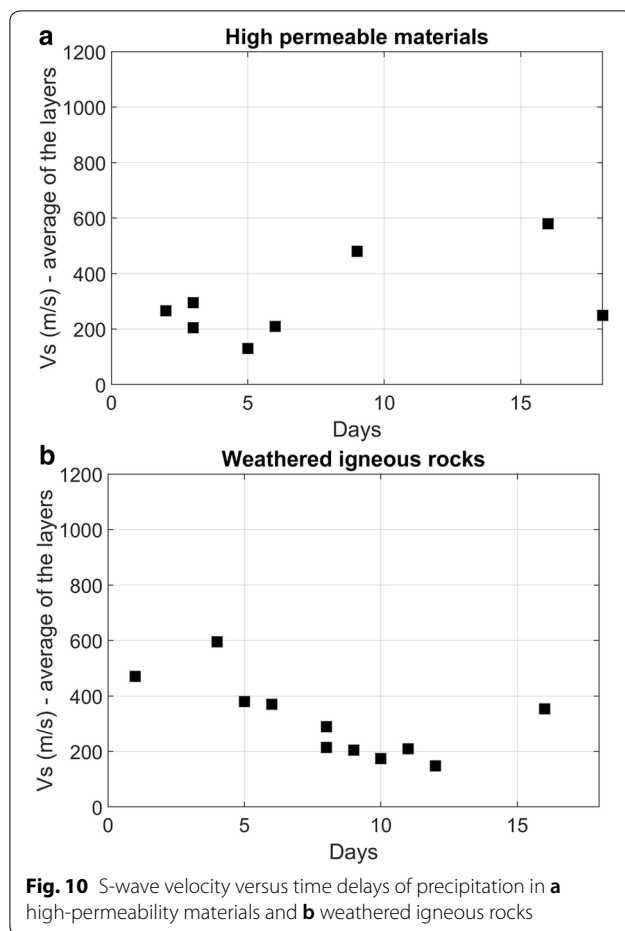 a
High permeable materials
1200
1000
800
600
400
200
0
Vs (m/s) - average of the layers
0 5 10 15
Days
b
Weathered igneous rocks
1200
1000
800
600
400
200
0
Vs (m/s) - average of the layers
0 5 10 15
Days
Fig. 10 S-wave velocity versus time delays of precipitation in a
high-permeability materials and b weathered igneous rocks